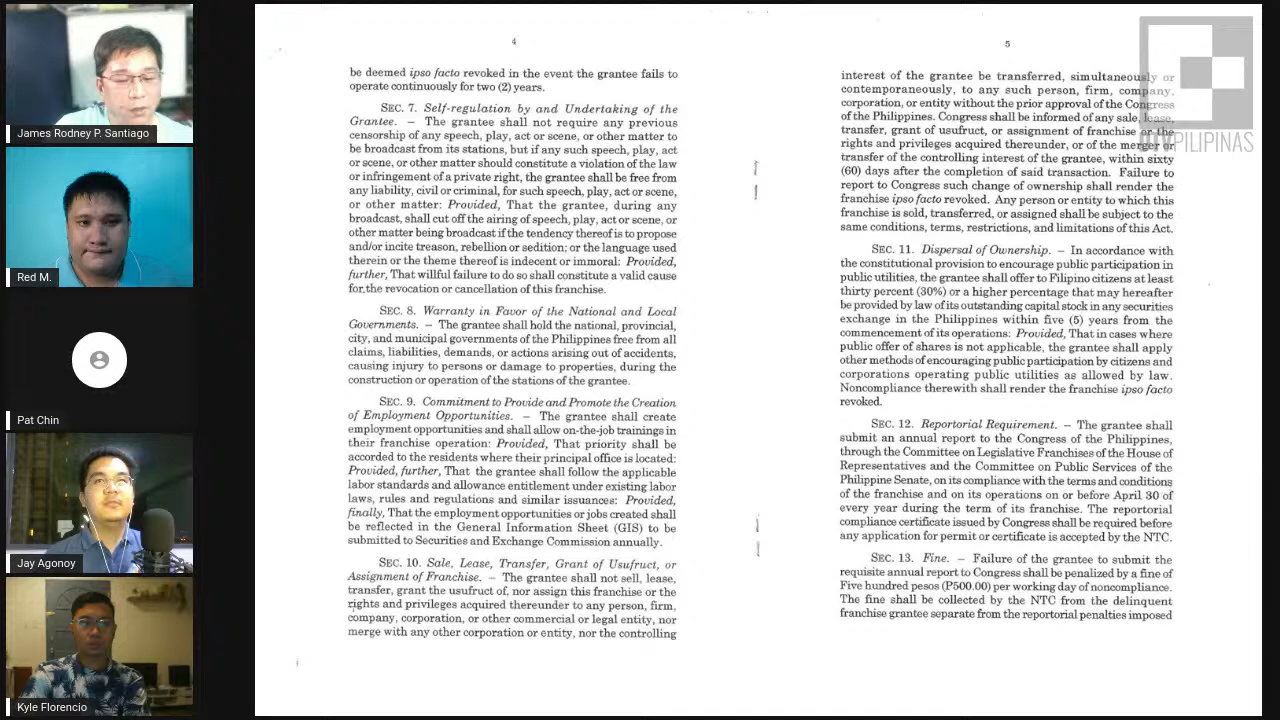 James Rodney P. Santiago
Red M.
Pat Chin
Jay Agonoy
Kyle Florencio
4
be deemed ipso facto revoked in the event the grantee fails to
operate continuously for two (2) years.
SEC. 7. Self-regulation by and Undertaking of the
Grantee. – The grantee shall not require any previous
censorship of any speech, play, act or scene, or other matter to
be broadcast from its stations, but if any such speech, play, act
or scene, or other matter should constitute a violation of the law
or infringement of a private right, the grantee shall be free from
any liability, civil or criminal, for such speech, play, act or scene,
or other matter: Provided, That the grantee, during any
broadcast, shall cut off the airing of speech, play, act or scene, or
other matter being broadcast if the tendency thereof is to propose
and/or incite treason, rebellion or sedition; or the language used
therein or the theme thereof is indecent or immoral: Provided,
further, That willful failure to do so shall constitute a valid cause
for the revocation or cancellation of this franchise.
SEC. 8. Warranty in Favor of the National and Local
Governments. – The grantee shall hold the national, provincial,
city, and municipal governments of the Philippines free from all
claims, liabilities, demands, or actions arising out of accidents,
causing injury to persons or damage to properties, during the
construction or operation of the stations of the grantee.
SEC. 9. Commitment to Provide and Promote the Creation
of Employment Opportunities. – The grantee shall create
employment opportunities and shall allow on-the-job trainings in
their franchise operation: Provided, That priority shall be
accorded to the residents where their principal office is located:
Provided, further, That the grantee shall follow the applicable
labor standards and allowance entitlement under existing labor
laws, rules and regulations and similar issuances: Provided,
finally, That the employment opportunities or jobs created shall
be reflected in the General Information Sheet (GIS) to be
submitted to Securities and Exchange Commission annually.
SEC. 10. Sale, Lease, Transfer, Grant of Usufruct, or
Assignment of Franchise. – The grantee shall not sell, lease,
transfer, grant the usufruct of, nor assign this franchise or the
rights and privileges acquired thereunder to any person, firm,
company, corporation, or other commercial or legal entity, nor
merge with any other corporation or entity, nor the controlling
5
interest of the grantee be transferred, simultaneously or
contemporaneously, to any such person, firm, company,
corporation, or entity without the prior approval of the Congress
of the Philippines. Congress shall be informed of any sale, lease,
transfer, grant of usufruct, or assignment of franchise or the
rights and privileges acquired thereunder, or of the merger or
transfer of the controlling interest of the grantee, within sixty
(60) days after the completion of said transaction. Failure to
report to Congress such change of ownership shall render the
franchise ipso facto revoked. Any person or entity to which this
franchise is sold, transferred, or assigned shall be subject to the
same conditions, terms, restrictions, and limitations of this Act.
SEC. 11. Dispersal of Ownership. – In accordance with
the constitutional provision to encourage public participation in
public utilities, the grantee shall offer to Filipino citizens at least
thirty percent (30%) or a higher percentage that may hereafter
be provided by law of its outstanding capital stock in any securities
exchange in the Philippines within five (5) years from the
commencement of its operations: Provided, That in cases where
public offer of shares is not applicable, the grantee shall apply
other methods of encouraging public participation by citizens and
corporations operating public utilities as allowed by law.
Noncompliance therewith shall render the franchise ipso facto
revoked.
SEC. 12. Reportorial Requirement. – The grantee shall
submit an annual report to the Congress of the Philippines,
through the Committee on Legislative Franchises of the House of
Representatives and the Committee on Public Services of the
Philippine Senate, on its compliance with the terms and conditions
of the franchise and on its operations on or before April 30 of
every year during the term of its franchise. The reportorial
compliance certificate issued by Congress shall be required before
any application for permit or certificate is accepted by the NTC.
SEC. 13. Fine. – Failure of the grantee to submit the
requisite annual report to Congress shall be penalized by a fine of
Five hundred pesos (P500.00) per working day of noncompliance.
The fine shall be collected by the NTC from the delinquent
franchise grantee separate from the reportorial penalties imposed
PILIPINAS